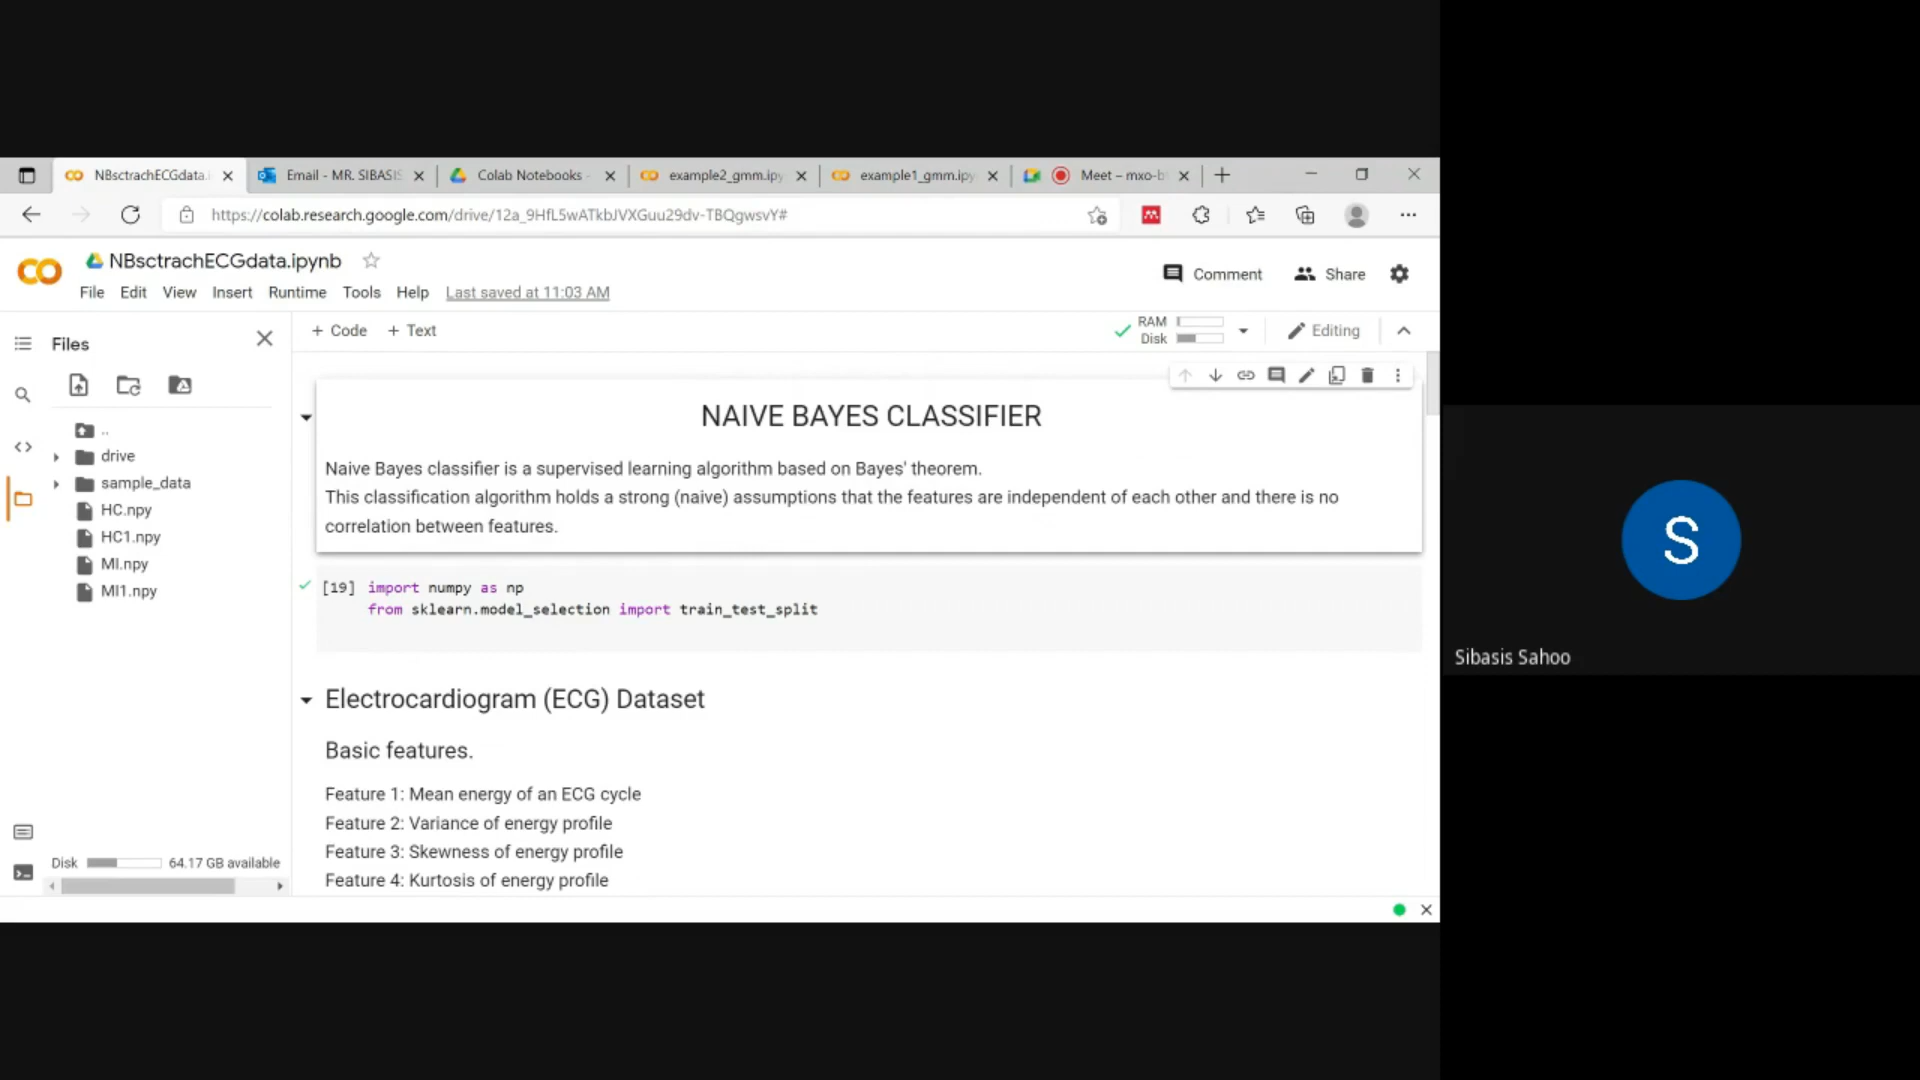 NBsctrachECGdata.i
Email - MR. SIBASIS
Colab Notebooks -
example2_gmm.ipy
example1_gmm.ipy
Meet – mxo-b
https://colab.research.google.com/drive/12a_9HfL5wATkbJVXGuu29dv-TBQgwsvY#
NBsctrachECGdata.ipynb
Comment
Share
File
Edit
View
Insert
Runtime
Tools
Help
Last saved at 11:03 AM
Files
+ Code
+ Text
RAM
Disk
Editing
..
drive
sample_data
HC.npy
HC1.npy
MI.npy
MI1.npy
Disk
64.17 GB available
NAIVE BAYES CLASSIFIER
Naive Bayes classifier is a supervised learning algorithm based on Bayes' theorem.
This classification algorithm holds a strong (naive) assumptions that the features are independent of each other and there is no
correlation between features.
[19] import numpy as np
from sklearn.model_selection import train_test_split
Electrocardiogram (ECG) Dataset
Basic features.
Feature 1: Mean energy of an ECG cycle
Feature 2: Variance of energy profile
Feature 3: Skewness of energy profile
Feature 4: Kurtosis of energy profile
S
Sibasis Sahoo